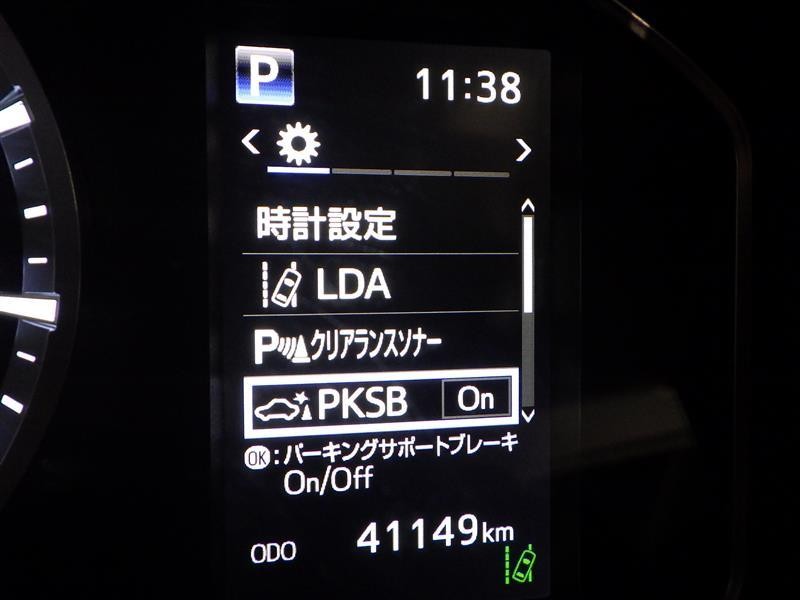 P 11:38
時計設定
LDA
Pクリアランスソナー
PKSB On
OK:パーキングサポートブレーキ
On/Off
ODO 41149km